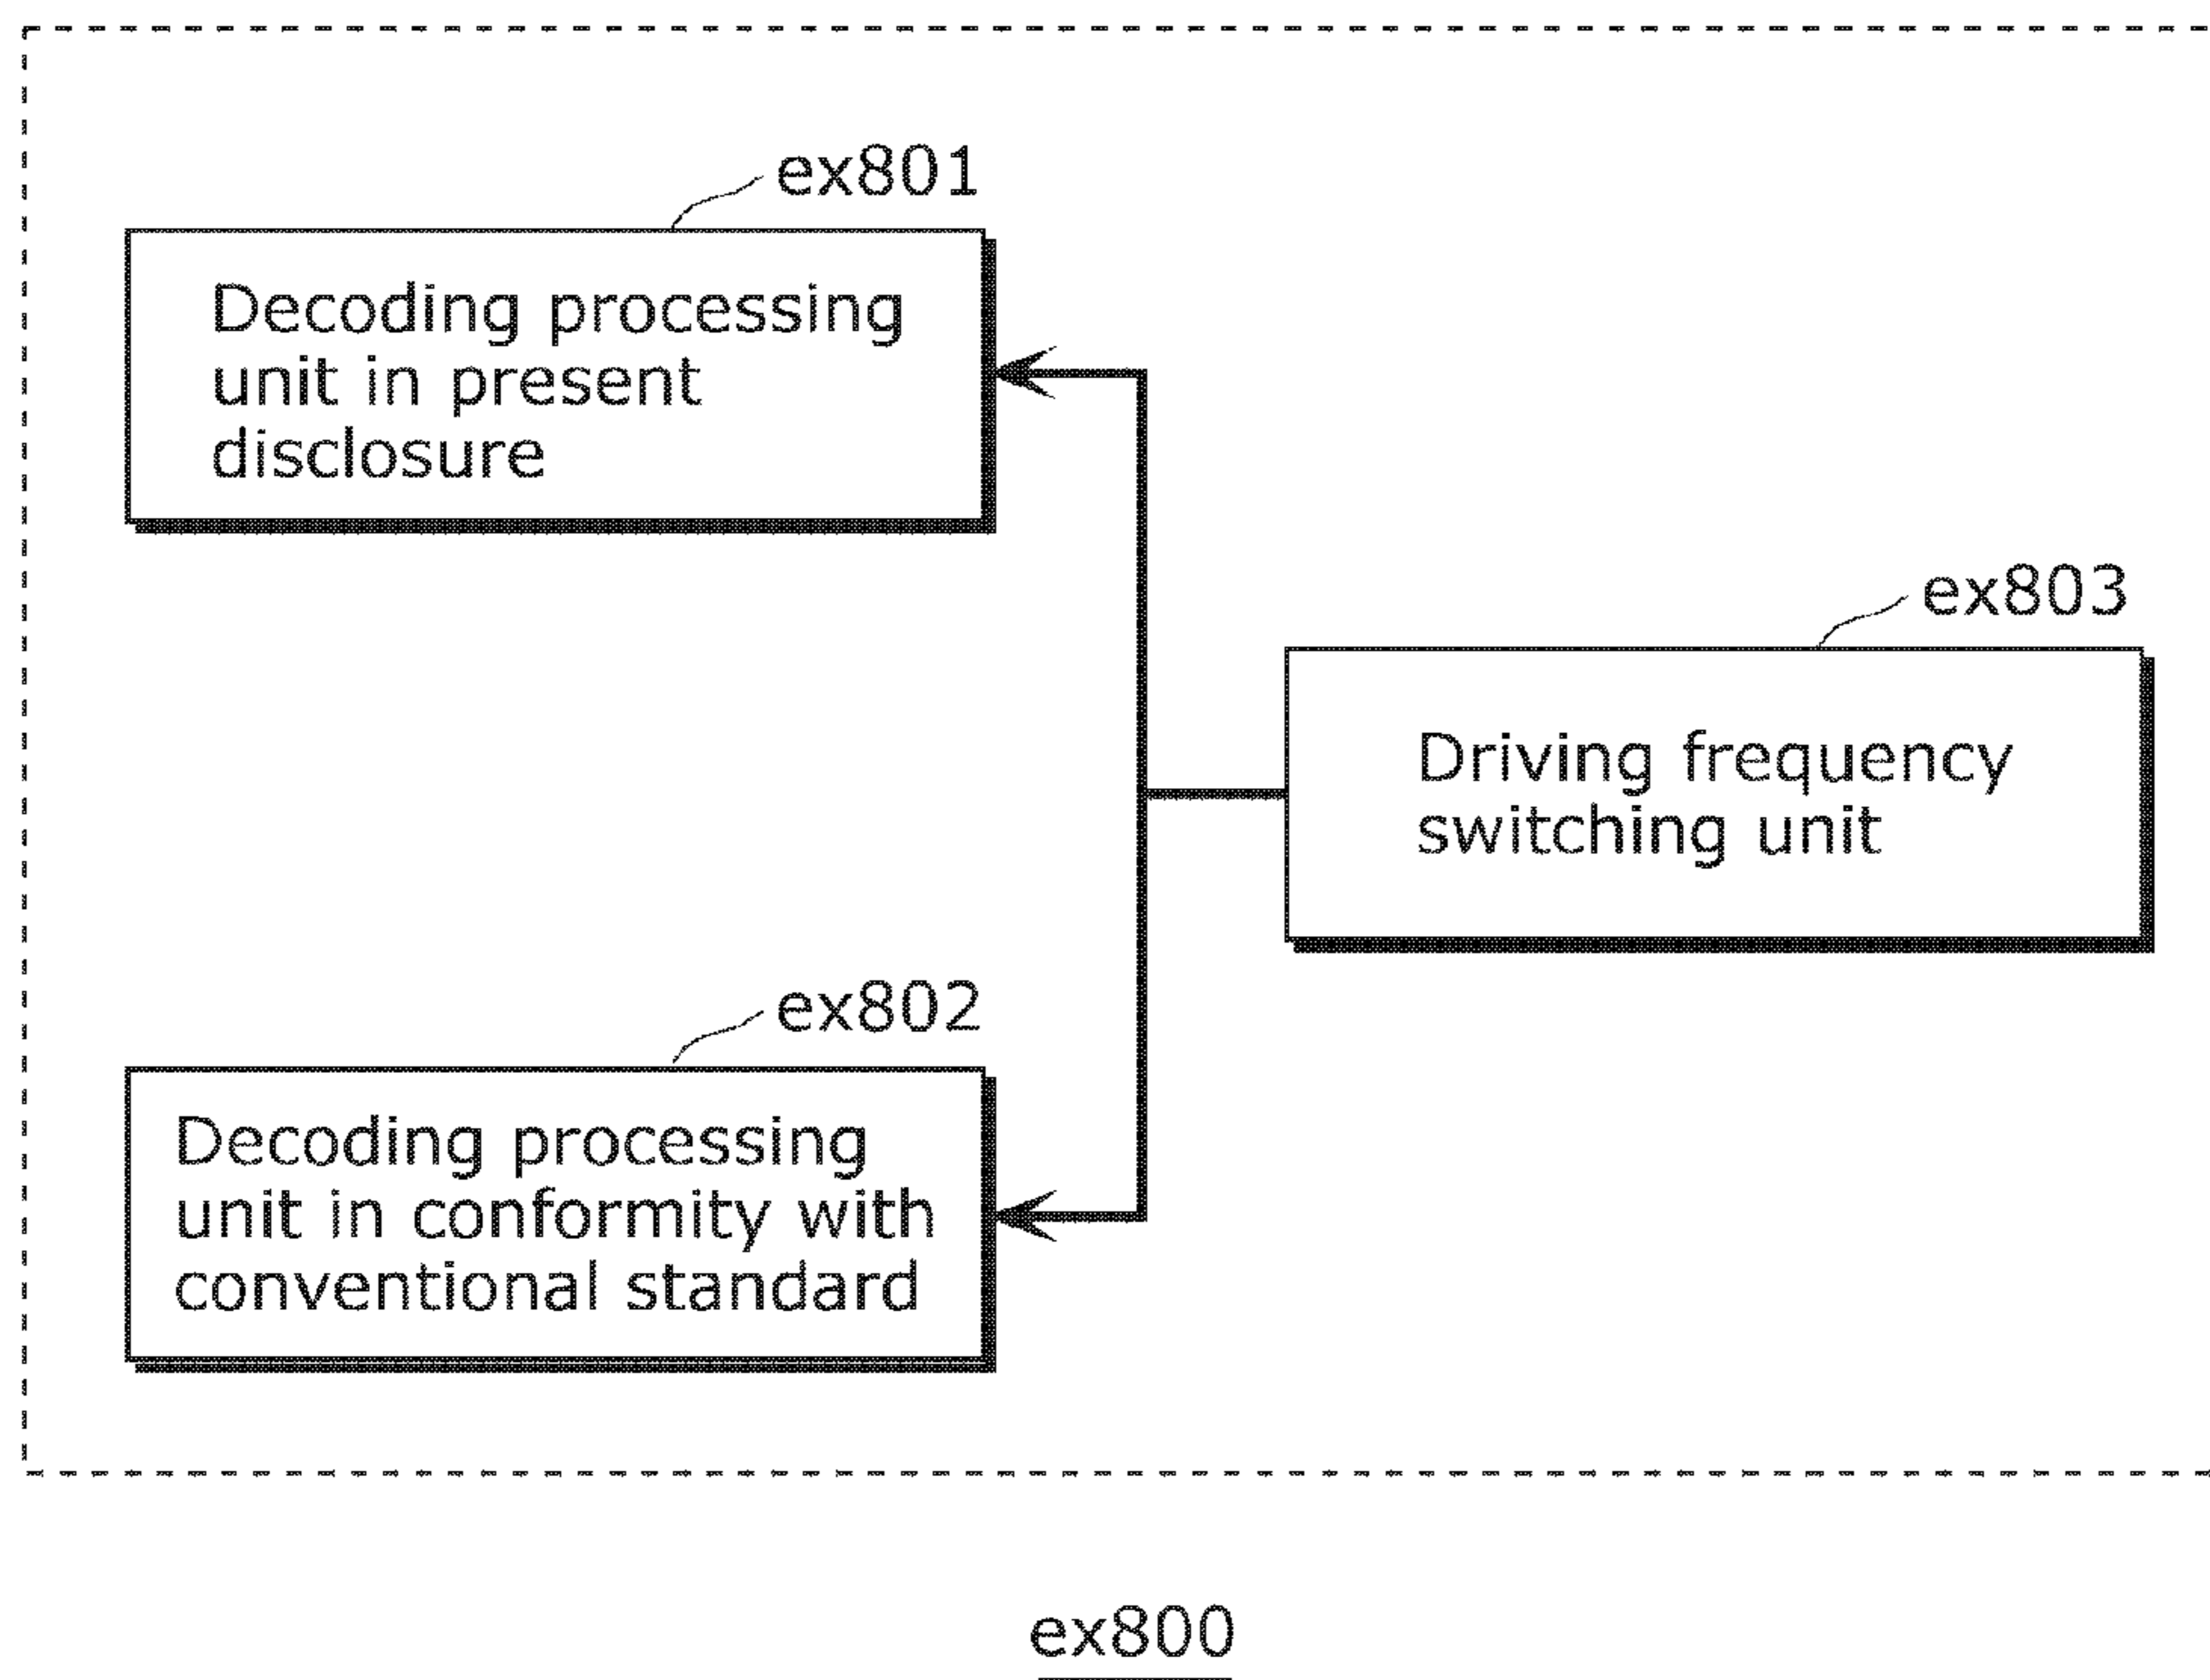 ex801
Decoding processing
unit in present
disclosure
ex803
Driving frequency
switching unit
ex802
Decoding processing
unit in conformity with
conventional standard
ex800